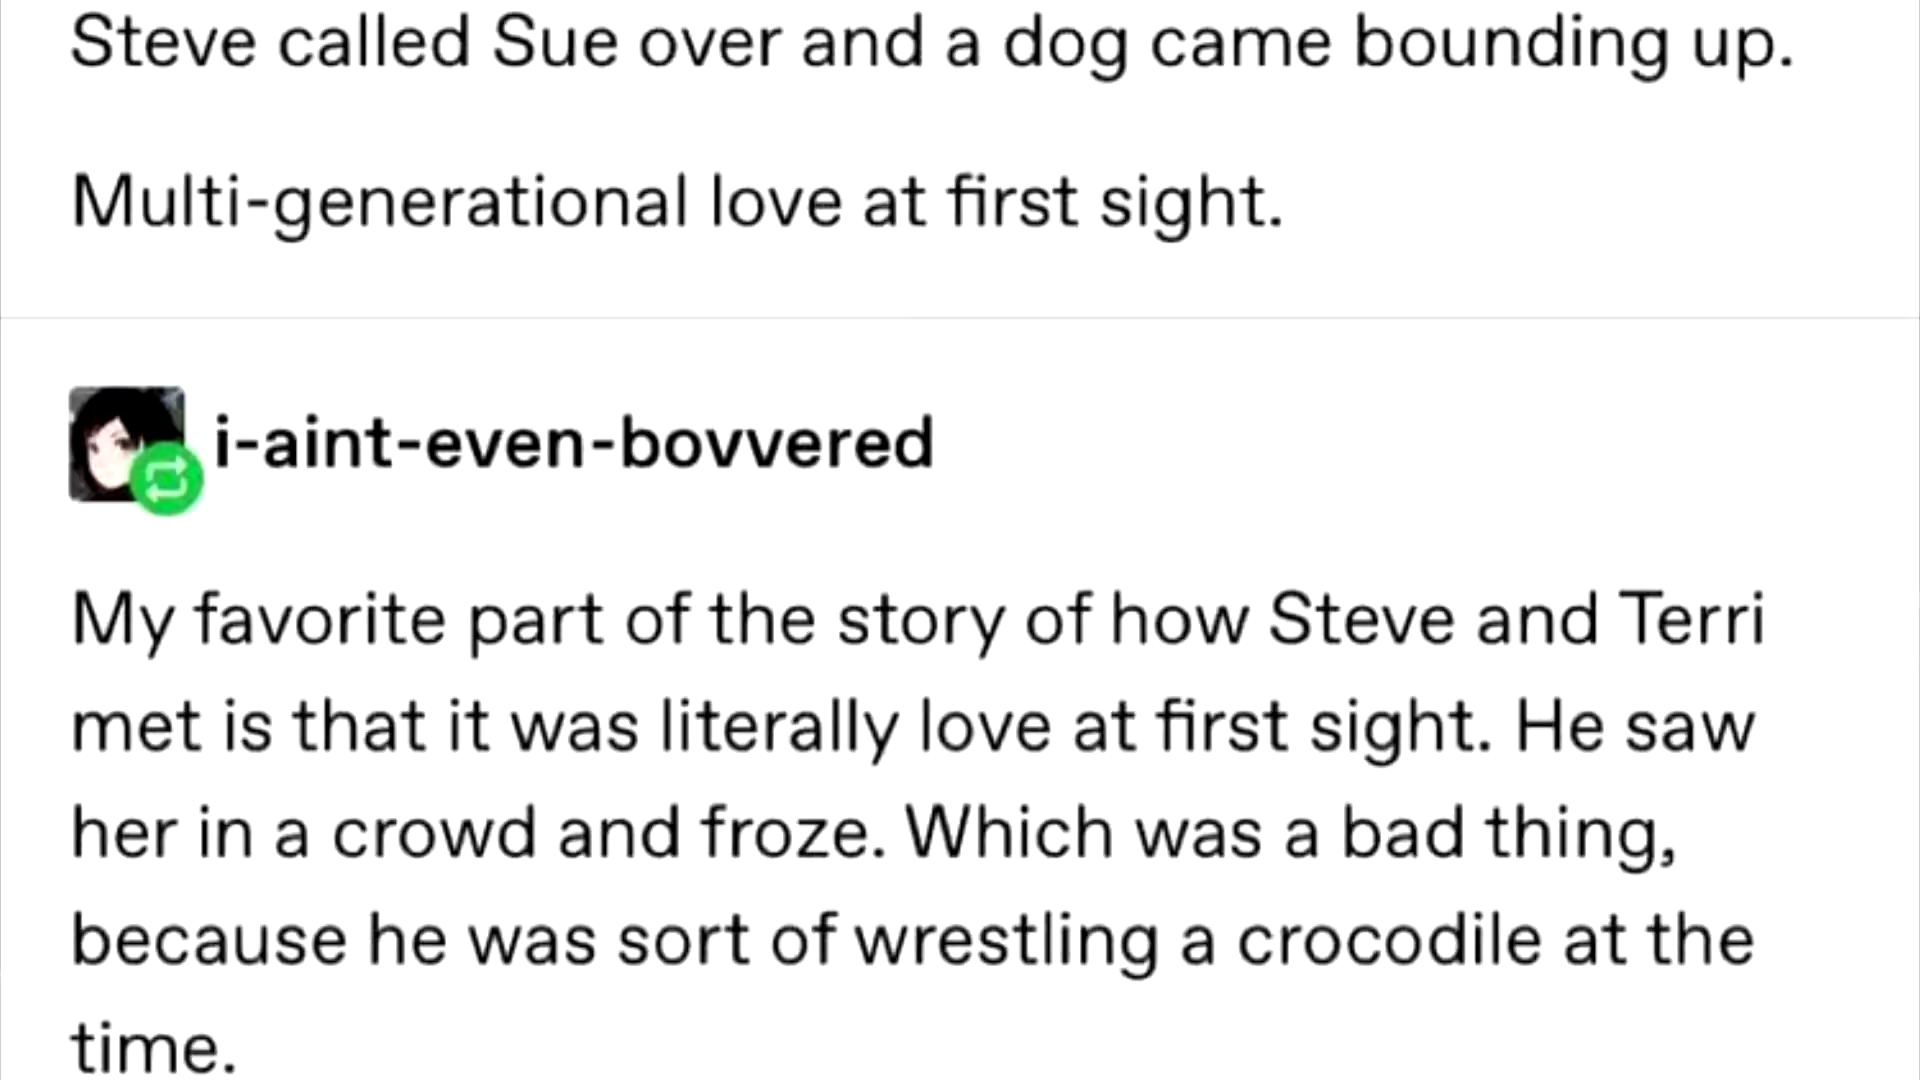 Steve called Sue over and a dog came bounding up.
Multi-generational love at first sight.
i-aint-even-bovvered
My favorite part of the story of how Steve and Terri
met is that it was literally love at first sight. He saw
her in a crowd and froze. Which was a bad thing,
because he was sort of wrestling a crocodile at the
time.